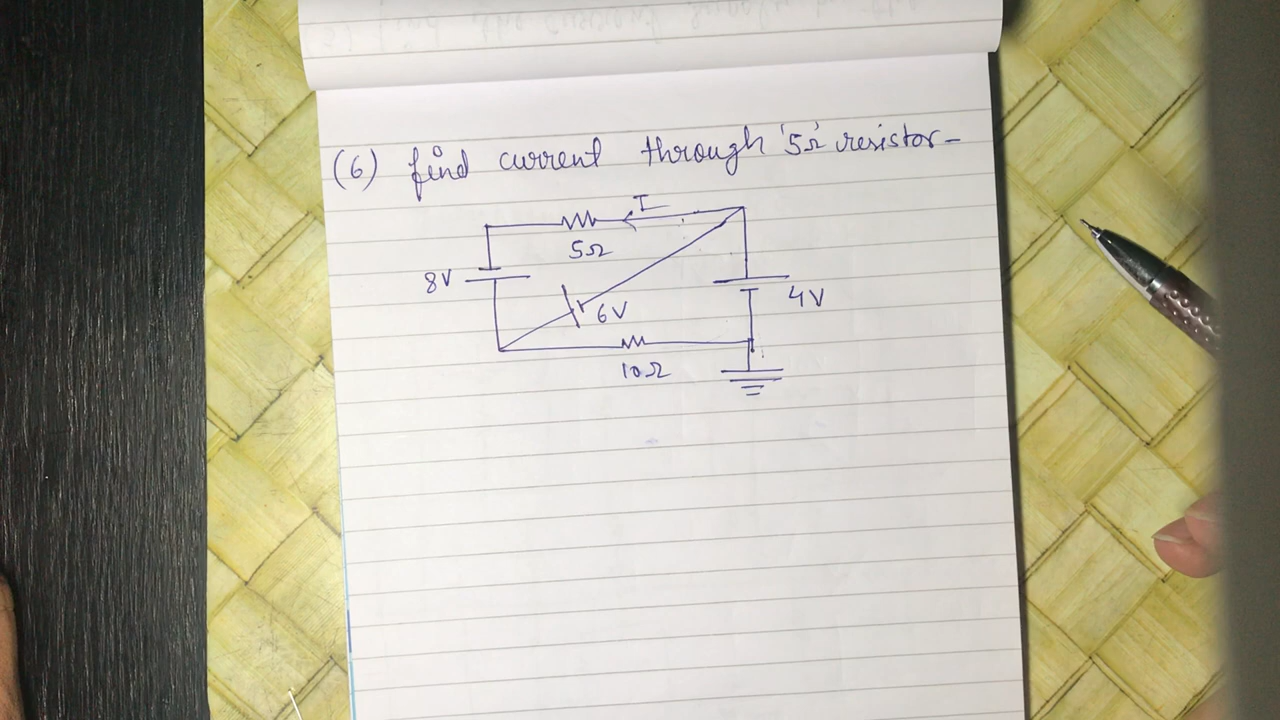 (6) find current through '5Ω' resistor-
I
5Ω
8V
6V
4V
10Ω